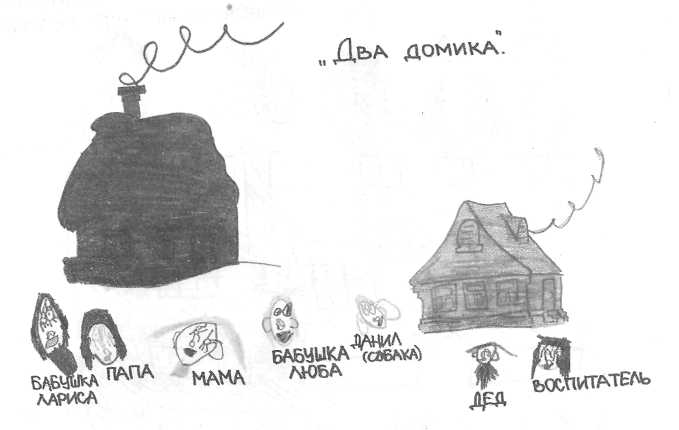 „Два домика".
БАБУШКА
ЛАРИСА
ПАПА
МАМА
БАБУШКА
ЛЮБА
ДАНИЛ
(СОБАКА)
ДЕД
ВОСПИТАТЕЛЬ